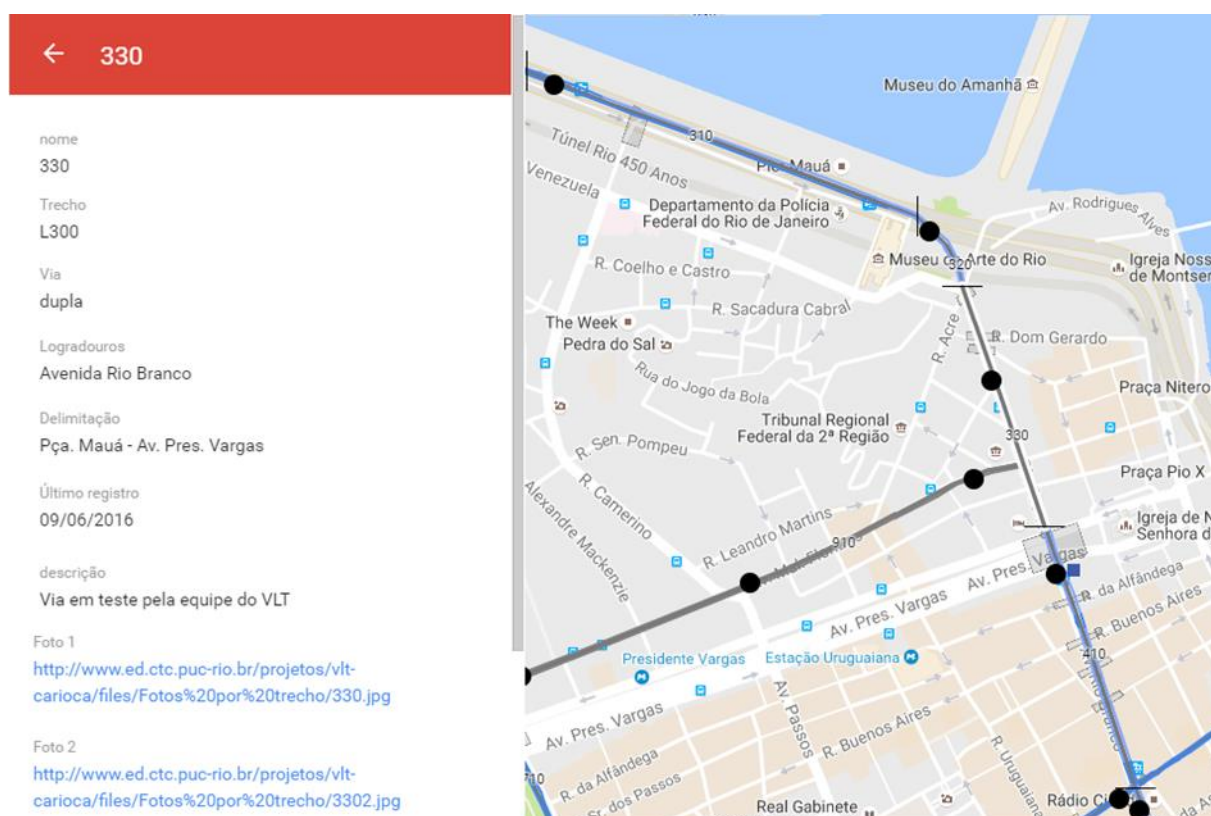 330
nome
330
Trecho
L300
Via
dupla
Logradouros
Avenida Rio Branco
Delimitação
Pça. Mauá - Av. Pres. Vargas
Último registro
09/06/2016
descrição
Via em teste pela equipe do VLT
Foto 1
http://www.ed.ctc.puc-rio.br/projetos/vlt-
carioca/files/Fotos%20por%20trecho/330.jpg
Foto 2
http://www.ed.ctc.puc-rio.br/projetos/vlt-
carioca/files/Fotos%20por%20trecho/3302.jpg
Museu do Amanhã
310
Túnel Rio 450 Anos
Mauá
Venezuela
Departamento da Polícia
Federal do Rio de Janeiro
Av. Rodrigues Alves
R. Coelho e Castro
Museu Arte do Rio
320
Igreja Noss
de Montser
R. Sacadura Cabral
The Week
Pedra do Sal
R. Acre
R. Dom Gerardo
Rua do Jogo da Bola
Praça Nitero
Tribunal Regional
Federal da 2ª Região
330
R. Sen. Pompeu
Praça Pio X
R. Camerino
Alexandre Mackenzie
R. Leandro Martins
910
Igreja de N
Senhora d
Av. Pres. Vargas
R. da Alfândega
Av. Pres. Vargas
R. Buenos Aires
410
Presidente Vargas
Estação Uruguaiana
Av. Passos
Av. Pres. Vargas
R. Buenos Aires
R. Uruguaiana
710
R. da Alfândega
Sr. dos Passos
Real Gabinete
Rádio